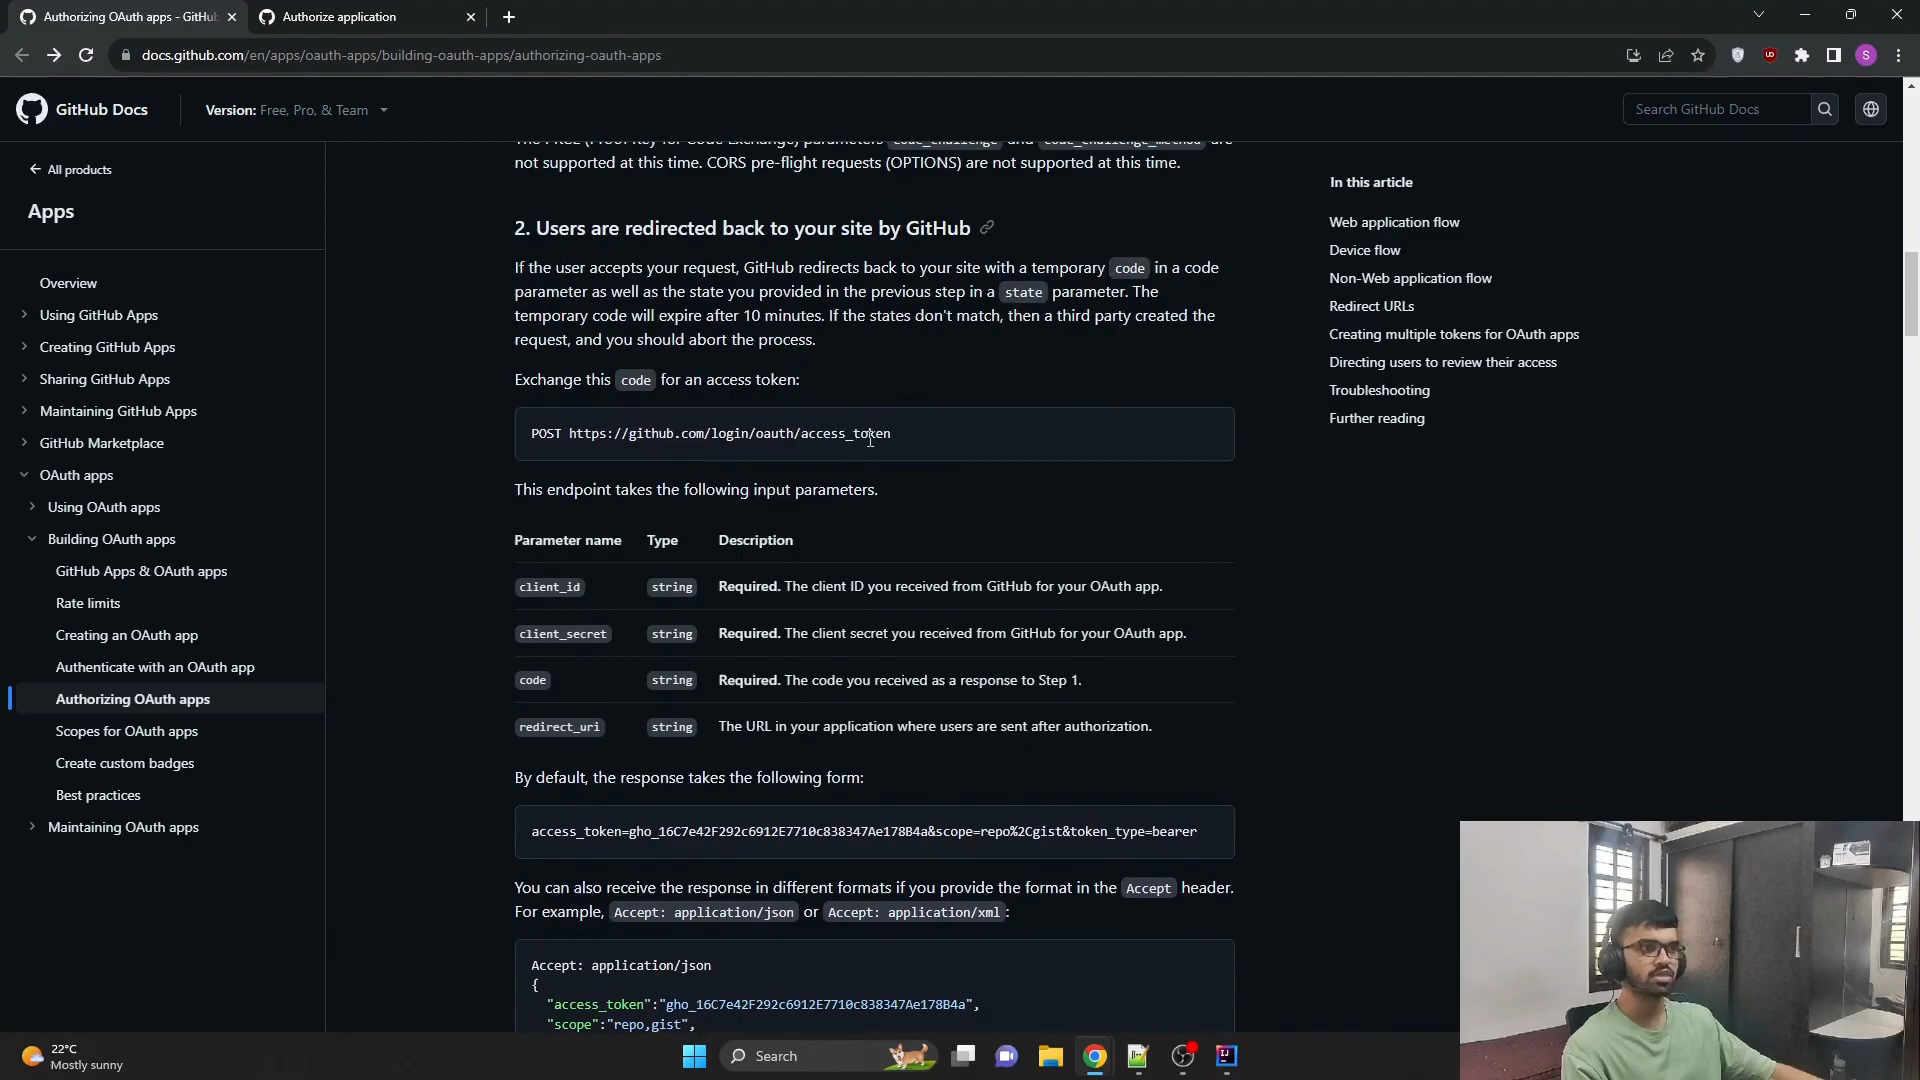 Authorizing OAuth apps - GitHub
Authorize application
docs.github.com/en/apps/oauth-apps/building-oauth-apps/authorizing-oauth-apps
S
GitHub Docs
Version: Free, Pro, & Team
Search GitHub Docs
All products
Apps
Overview
Using GitHub Apps
Creating GitHub Apps
Sharing GitHub Apps
Maintaining GitHub Apps
GitHub Marketplace
OAuth apps
Using OAuth apps
Building OAuth apps
GitHub Apps & OAuth apps
Rate limits
Creating an OAuth app
Authenticate with an OAuth app
Authorizing OAuth apps
Scopes for OAuth apps
Create custom badges
Best practices
Maintaining OAuth apps
The PKCE (Proof Key for Code Exchange) parameters code_challenge and code_challenge_method are
not supported at this time. CORS pre-flight requests (OPTIONS) are not supported at this time.
2. Users are redirected back to your site by GitHub
If the user accepts your request, GitHub redirects back to your site with a temporary code in a code
parameter as well as the state you provided in the previous step in a state parameter. The
temporary code will expire after 10 minutes. If the states don't match, then a third party created the
request, and you should abort the process.
Exchange this code for an access token:
POST https://github.com/login/oauth/access_token
This endpoint takes the following input parameters.
Parameter name Type Description
client_id string Required. The client ID you received from GitHub for your OAuth app.
client_secret string Required. The client secret you received from GitHub for your OAuth app.
code string Required. The code you received as a response to Step 1.
redirect_uri string The URL in your application where users are sent after authorization.
By default, the response takes the following form:
access_token=gho_16C7e42F292c6912E7710c838347Ae178B4a&scope=repo%2Cgist&token_type=bearer
You can also receive the response in different formats if you provide the format in the Accept header.
For example, Accept: application/json or Accept: application/xml:
Accept: application/json
{
"access_token":"gho_16C7e42F292c6912E7710c838347Ae178B4a",
"scope":"repo,gist",
In this article
Web application flow
Device flow
Non-Web application flow
Redirect URLs
Creating multiple tokens for OAuth apps
Directing users to review their access
Troubleshooting
Further reading
22°C
Mostly sunny
Search